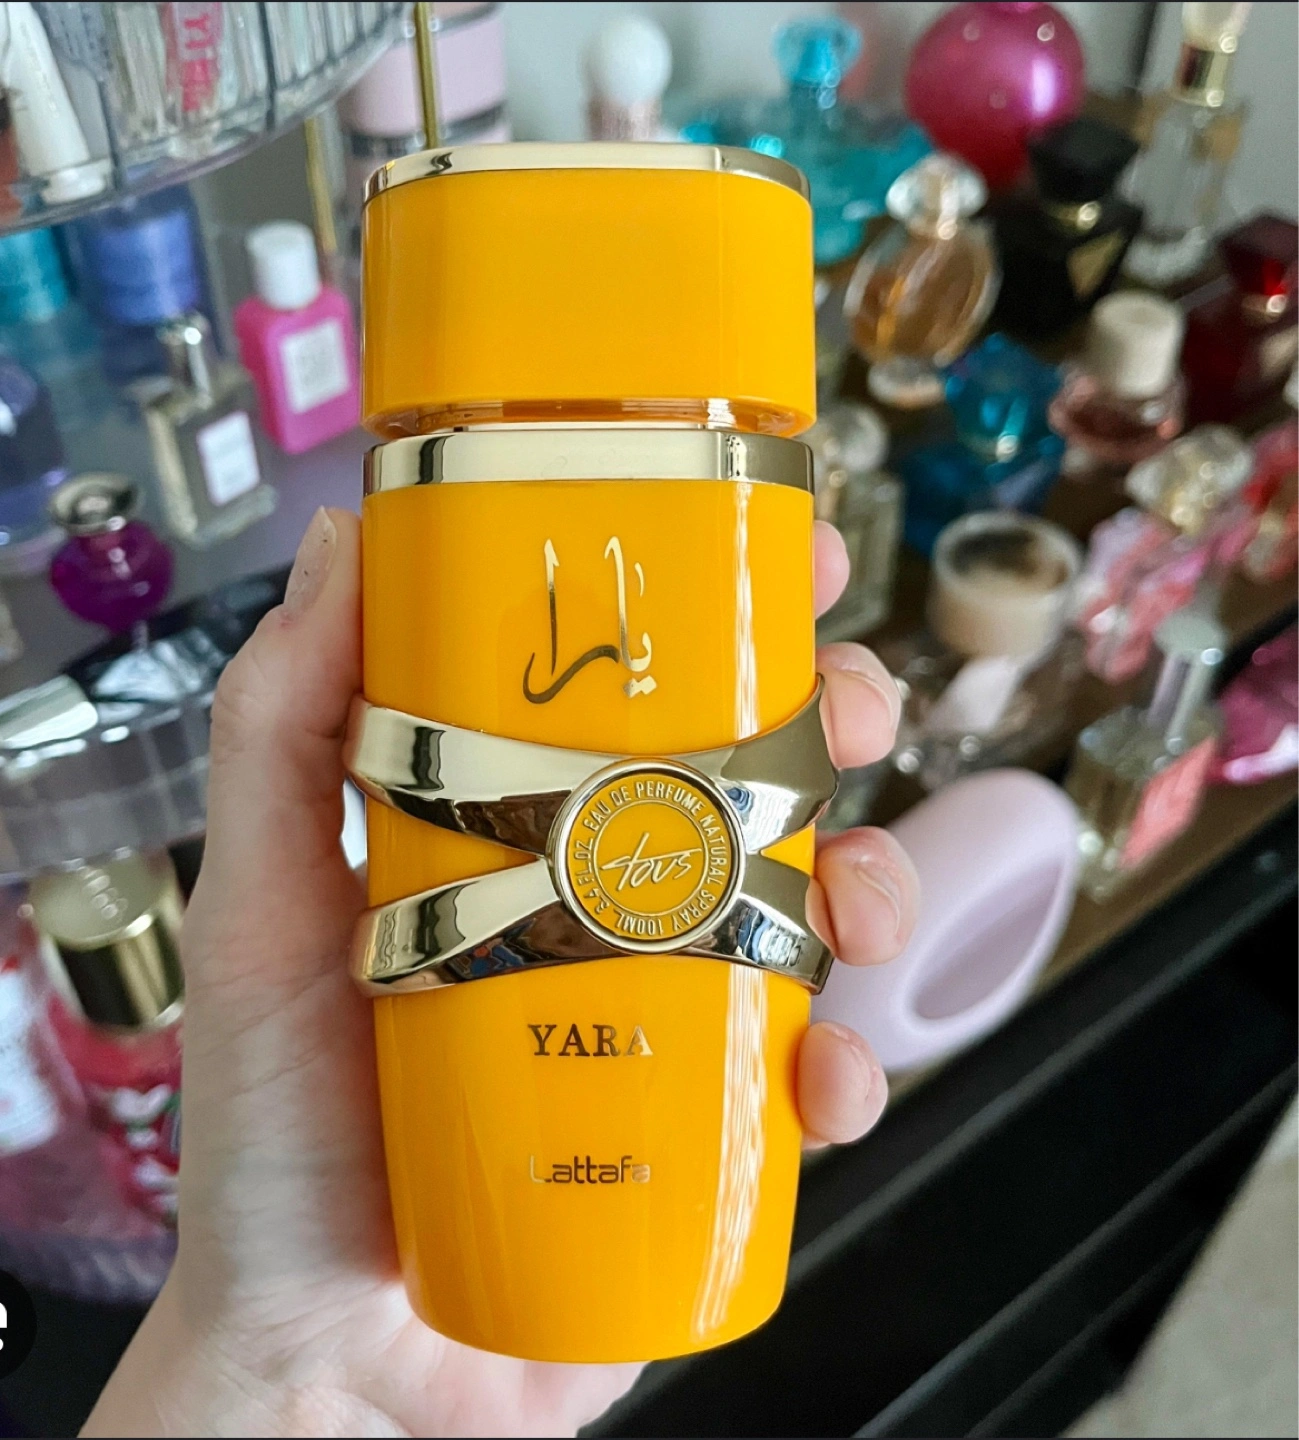 يارا
EAU DE PERFUME NATURAL SPRAY 100ML. 3.4 FL.OZ.
tous
YARA
Lattafa